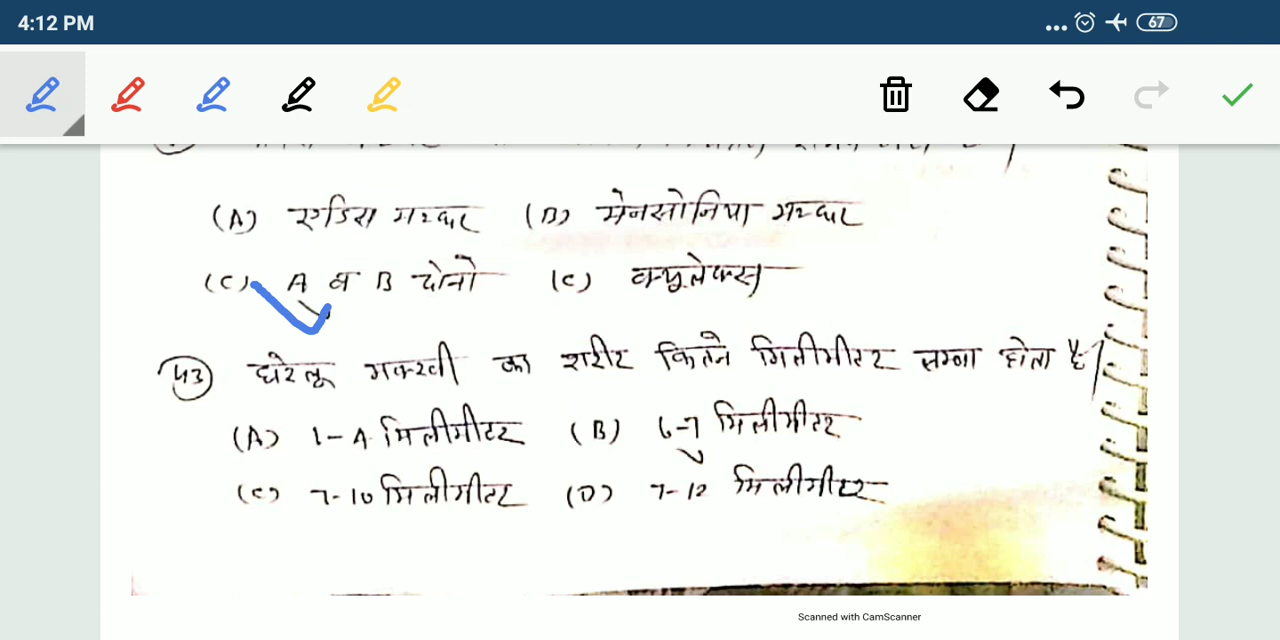 4:12 PM
67
(A) एडिस मच्छर (B) मेनसोनिया मच्छर
(C) A व B दोनो (C) क्यूलेक्स
43 घरेलू मक्खी का शरीर कितने मिलीमीटर लम्बा होता है।
(A) 1-4 मिलीमीटर (B) 6-7 मिलीमीटर
(C) 7-10 मिलीमीटर (D) 7-12 मिलीमीटर
Scanned with CamScanner